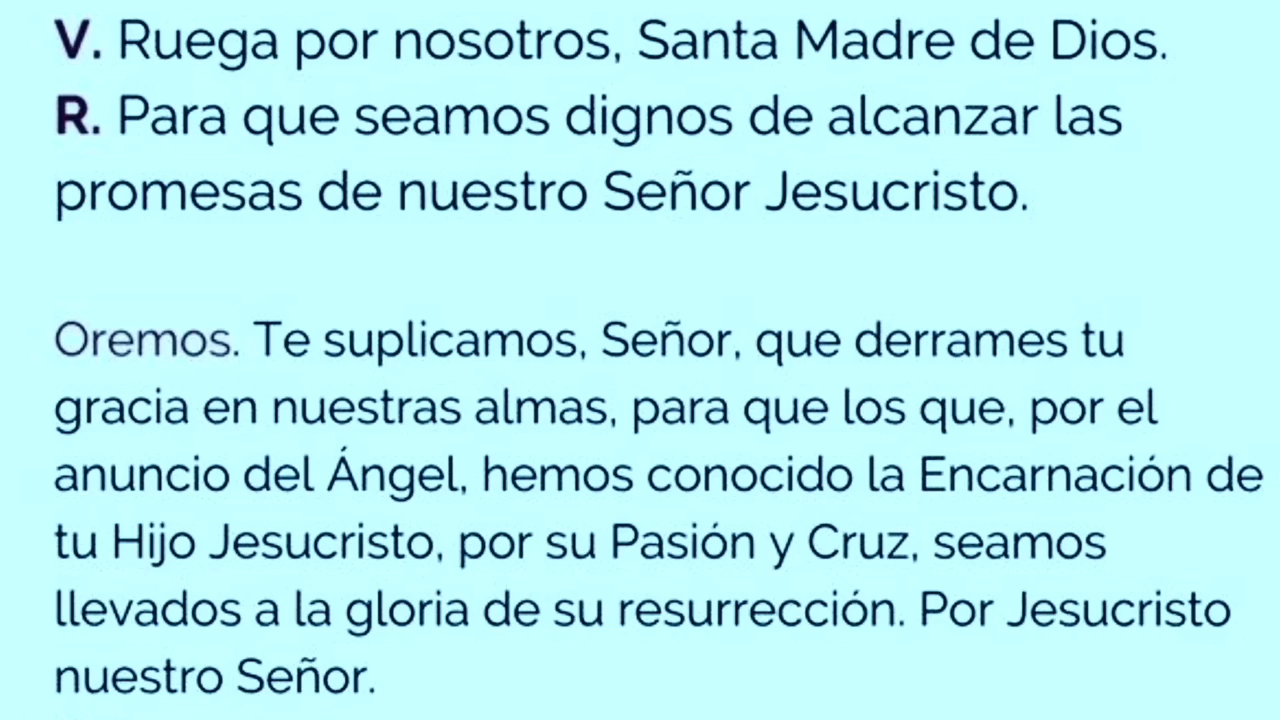 V. Ruega por nosotros, Santa Madre de Dios.
R. Para que seamos dignos de alcanzar las
promesas de nuestro Señor Jesucristo.
Oremos. Te suplicamos, Señor, que derrames tu
gracia en nuestras almas, para que los que, por el
anuncio del Ángel, hemos conocido la Encarnación de
tu Hijo Jesucristo, por su Pasión y Cruz, seamos
llevados a la gloria de su resurrección. Por Jesucristo
nuestro Señor.